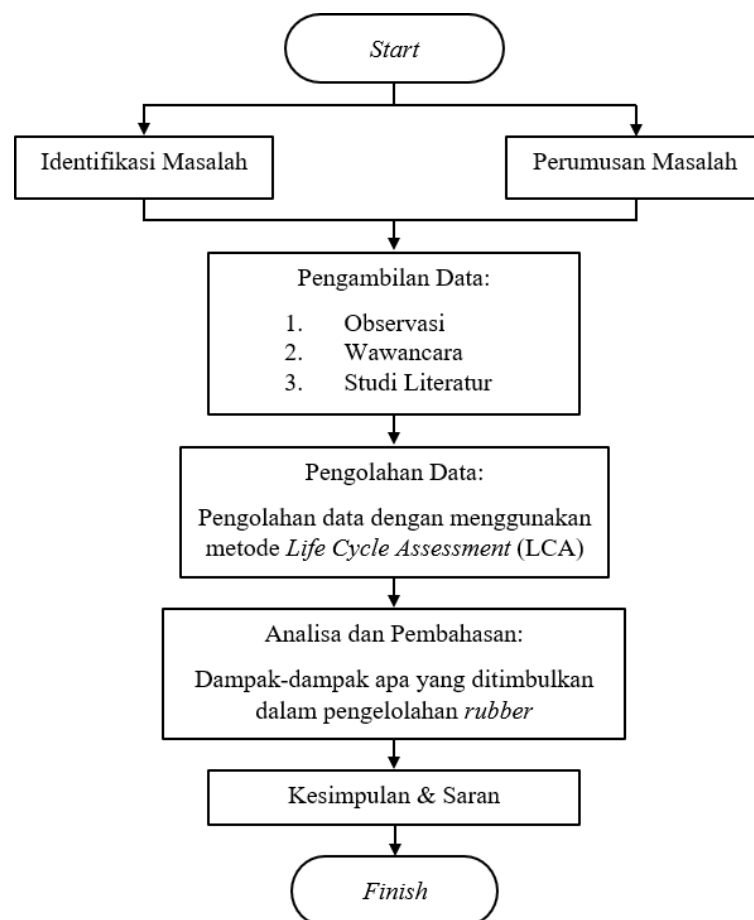 Start
Identifikasi Masalah
Perumusan Masalah
Pengambilan Data:
1. Observasi
2. Wawancara
3. Studi Literatur
Pengolahan Data:
Pengolahan data dengan menggunakan
metode Life Cycle Assessment (LCA)
Analisa dan Pembahasan:
Dampak-dampak apa yang ditimbulkan
dalam pengelolahan rubber
Kesimpulan & Saran
Finish